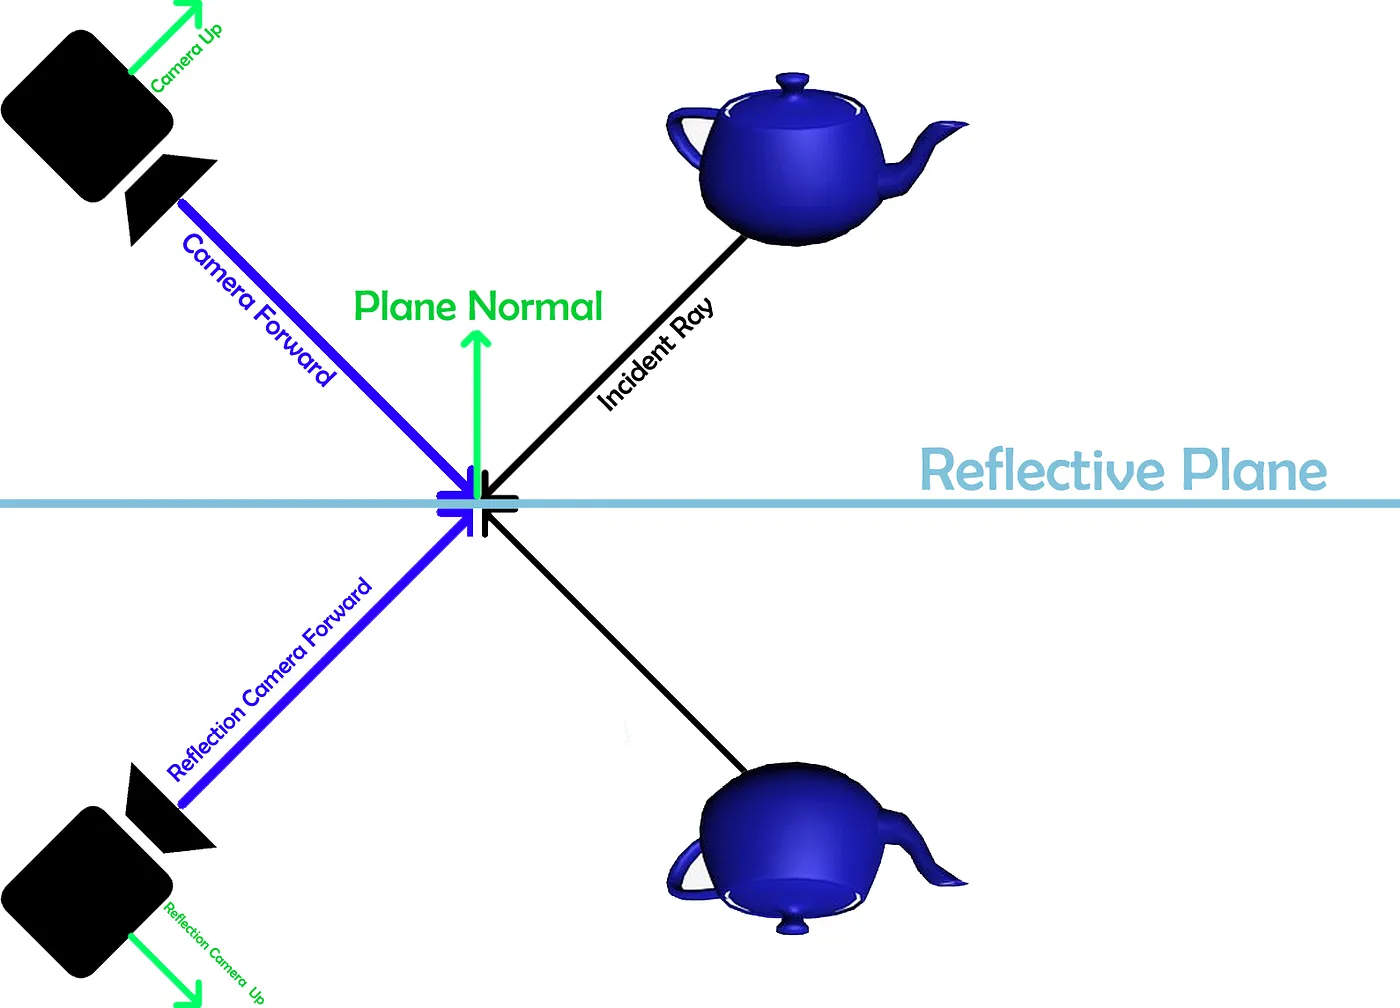 Camera Up
Camera Forward
Plane Normal
Incident Ray
Reflective Plane
Reflection Camera Forward
Reflection Camera Up